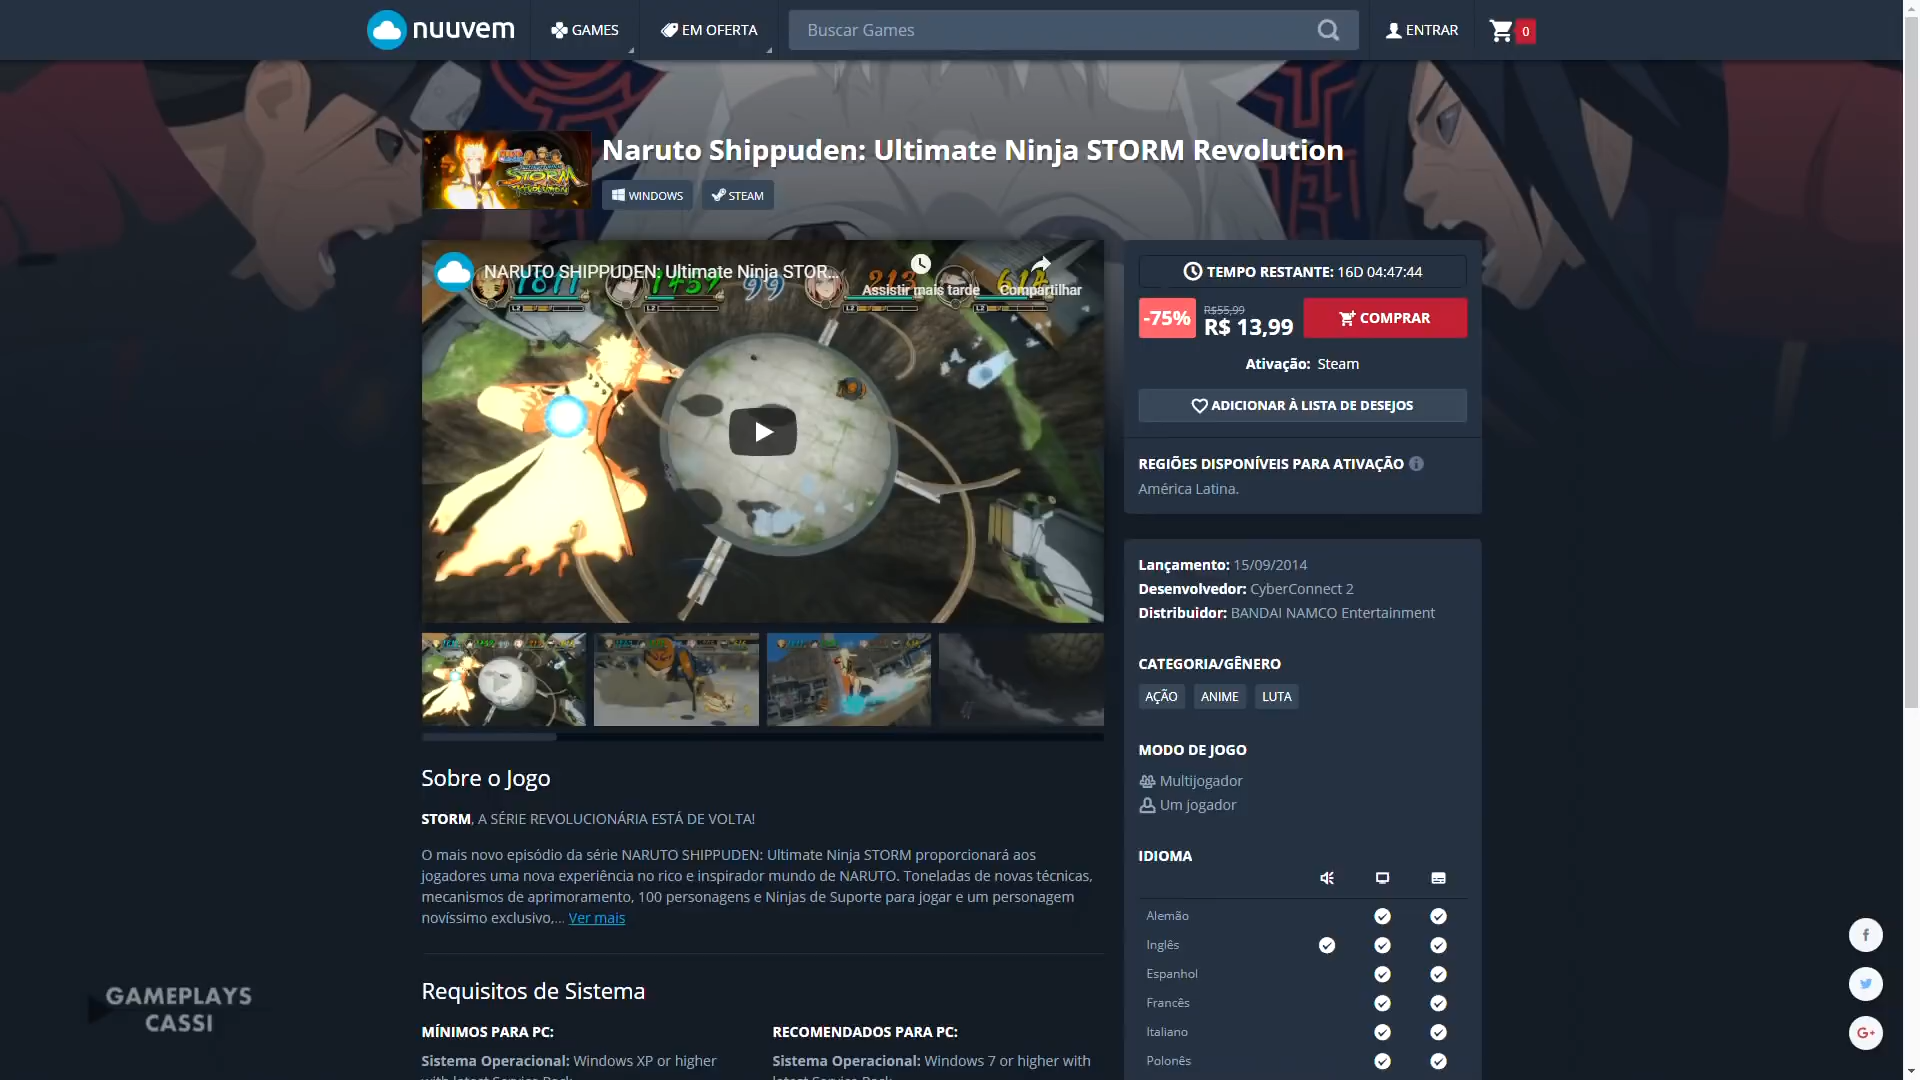 nuuvem
GAMES
EM OFERTA
Buscar Games
ENTRAR
0
Naruto Shippuden: Ultimate Ninja STORM Revolution
WINDOWS
STEAM
NARUTO SHIPPUDEN: Ultimate Ninja STOR...
Assistir mais tarde
Compartilhar
TEMPO RESTANTE: 16D 04:47:44
-75%
R$55,99
R$ 13,99
COMPRAR
Ativação: Steam
ADICIONAR À LISTA DE DESEJOS
REGIÕES DISPONÍVEIS PARA ATIVAÇÃO
América Latina.
Lançamento: 15/09/2014
Desenvolvedor: CyberConnect 2
Distribuidor: BANDAI NAMCO Entertainment
CATEGORIA/GÊNERO
AÇÃO
ANIME
LUTA
MODO DE JOGO
Multijogador
Um jogador
IDIOMA
Alemão
Inglês
Espanhol
Francês
Italiano
Polonês
Sobre o Jogo
STORM, A SÉRIE REVOLUCIONÁRIA ESTÁ DE VOLTA!
O mais novo episódio da série NARUTO SHIPPUDEN: Ultimate Ninja STORM proporcionará aos
jogadores uma nova experiência no rico e inspirador mundo de NARUTO. Toneladas de novas técnicas,
mecanismos de aprimoramento, 100 personagens e Ninjas de Suporte para jogar e um personagem
novíssimo exclusivo,... Ver mais
Requisitos de Sistema
MÍNIMOS PARA PC:
Sistema Operacional: Windows XP or higher
with latest Service Pack
RECOMENDADOS PARA PC:
Sistema Operacional: Windows 7 or higher with
latest Service Pack
GAMEPLAYS
CASSI